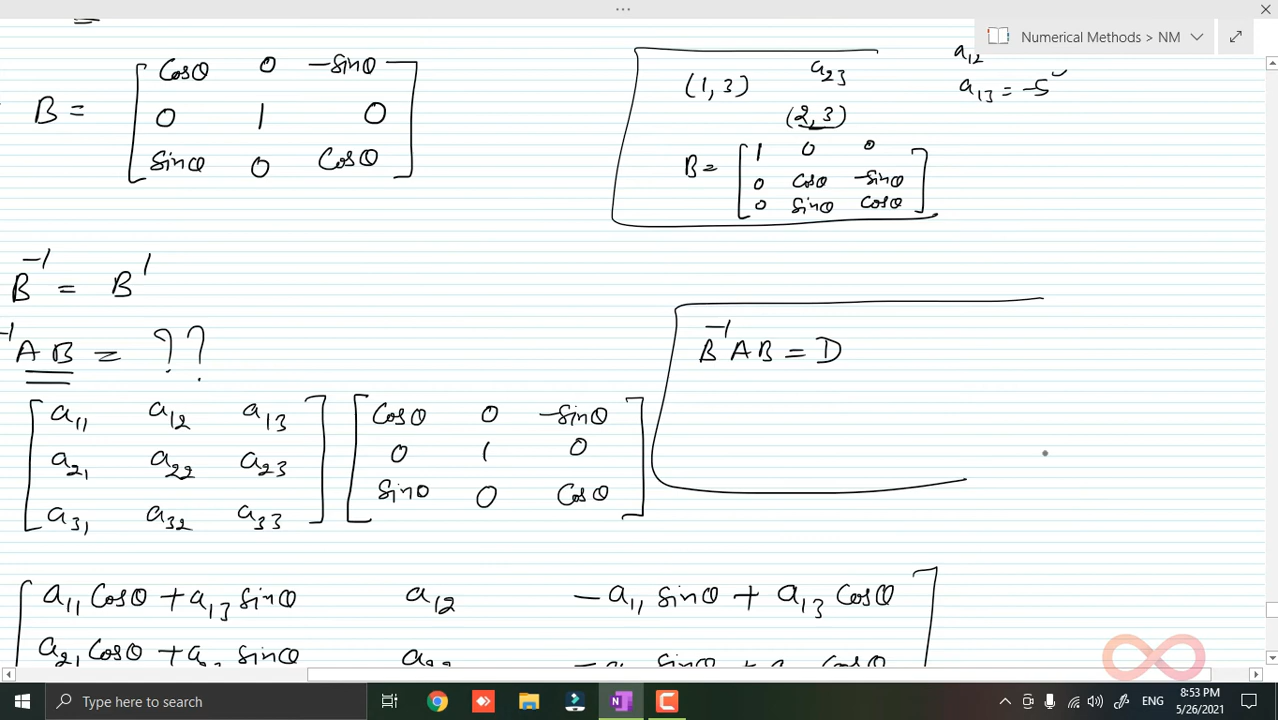 Numerical Methods > NM
B = [ Cosθ 0 -Sinθ
0 1 0
Sinθ 0 Cosθ ]
(1, 3) a23
(2, 3)
a12
a13 = -5
B = [ 1 0 0
0 Cosθ -Sinθ
0 Sinθ Cosθ ]
B⁻¹ = B'
⁻¹AB = ??
B⁻¹AB = D
[ a11 a12 a13 ] [ Cosθ 0 -Sinθ ]
[ a21 a22 a23 ] [ 0 1 0 ]
[ a31 a32 a33 ] [ Sinθ 0 Cosθ ]
a11 Cosθ + a13 Sinθ a12 -a11 Sinθ + a13 Cosθ
a21 Cosθ + Sinθ
Type here to search
ENG
8:53 PM
5/26/2021